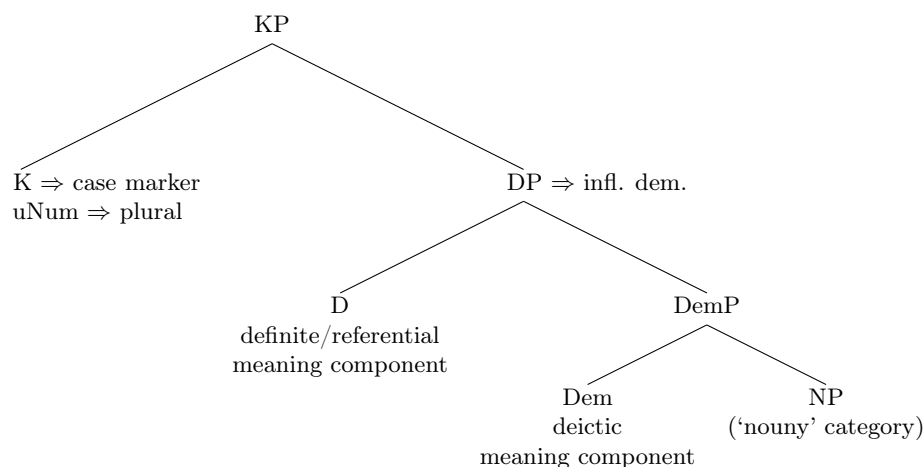 KP
K ⇒ case marker
uNum ⇒ plural
DP ⇒ infl. dem.
D
definite/referential
meaning component
DemP
Dem
deictic
meaning component
NP
(‘nouny’ category)